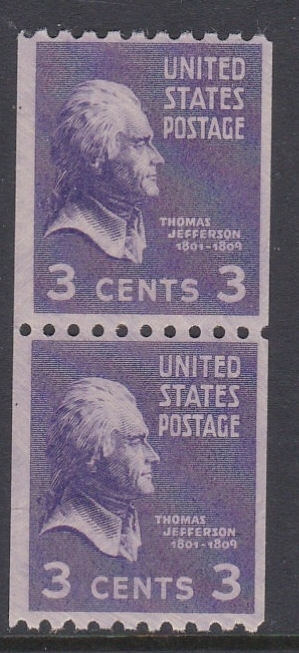 UNITED
STATES
POSTAGE
THOMAS
JEFFERSON
1801-1809
3 CENTS 3
UNITED
STATES
POSTAGE
THOMAS
JEFFERSON
1801-1809
3 CENTS 3